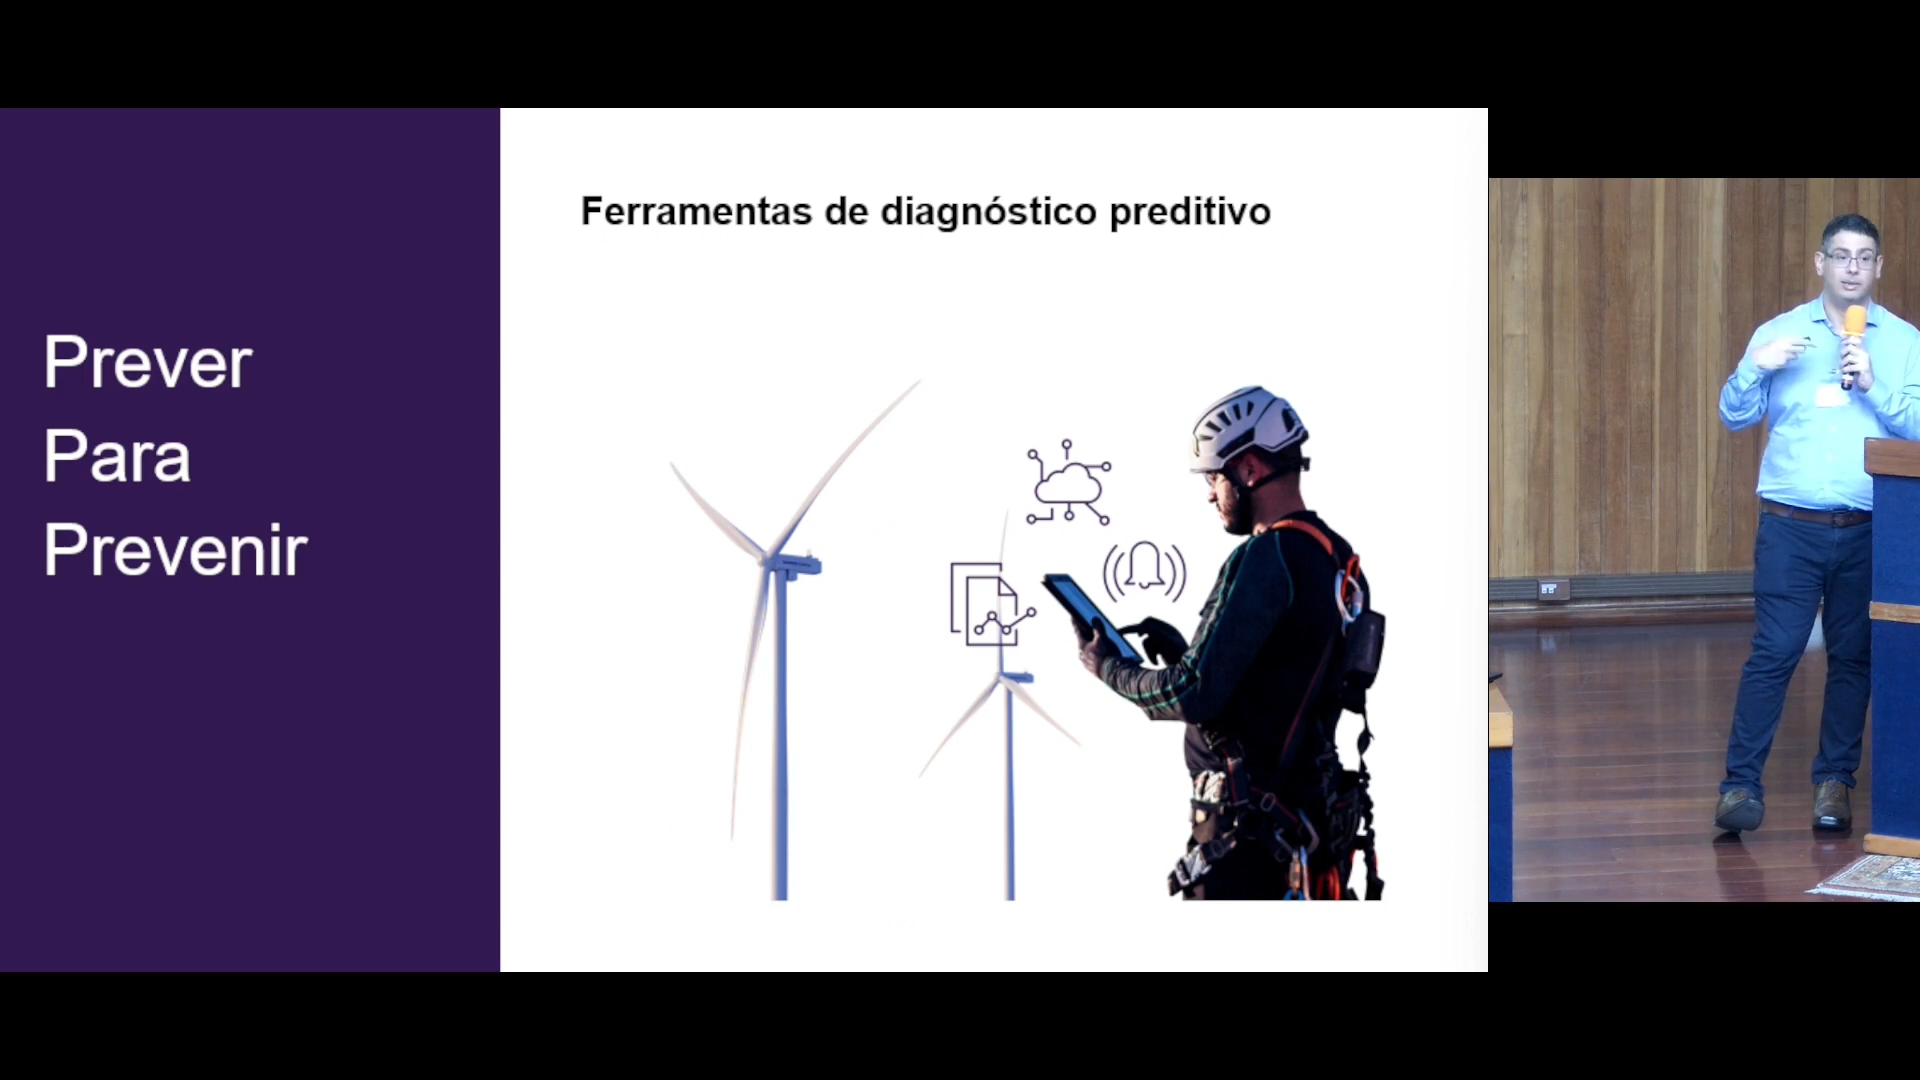 Prever
Para
Prevenir
Ferramentas de diagnóstico preditivo